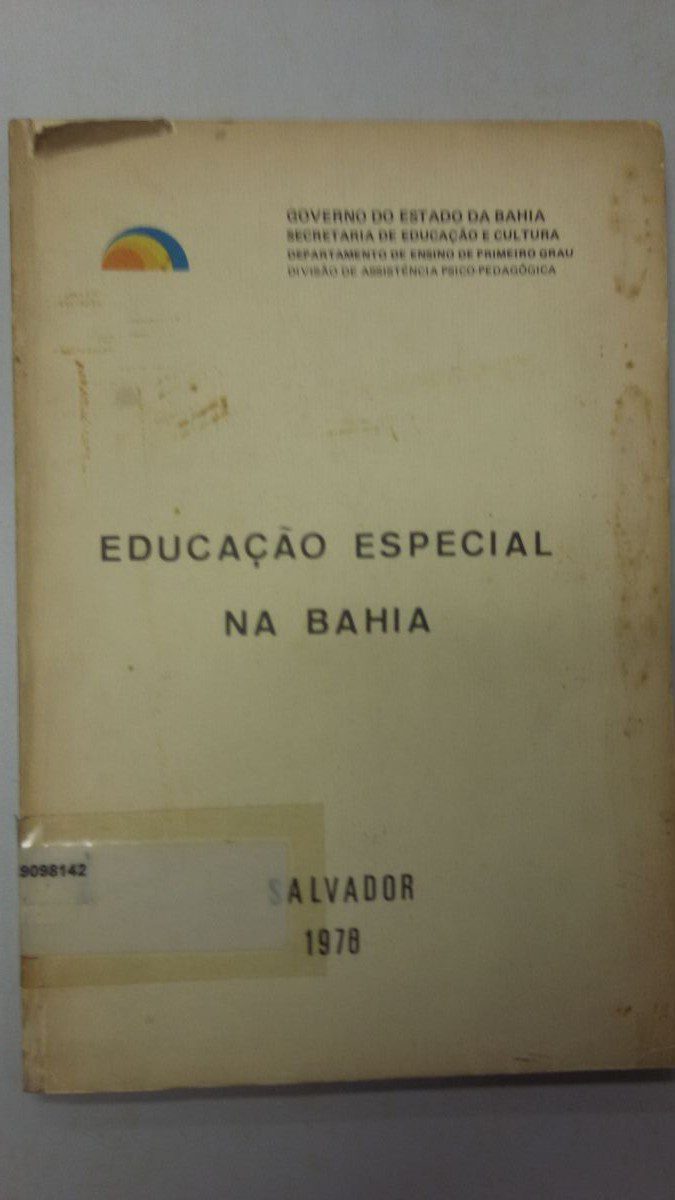 GOVERNO DO ESTADO DA BAHIA
SECRETARIA DE EDUCAÇÃO E CULTURA
DEPARTAMENTO DE ENSINO DE PRIMEIRO GRAU
DIVISÃO DE ASSISTÊNCIA PSICO-PEDAGÓGICA
EDUCAÇÃO ESPECIAL
NA BAHIA
9098142
SALVADOR
1978